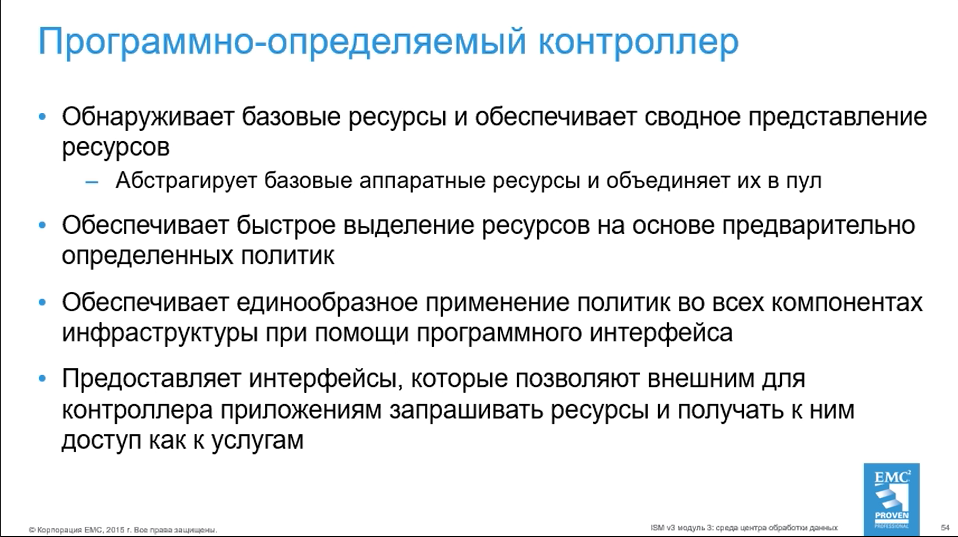 Программно-определяемый контроллер
• Обнаруживает базовые ресурсы и обеспечивает сводное представление
ресурсов
– Абстрагирует базовые аппаратные ресурсы и объединяет их в пул
• Обеспечивает быстрое выделение ресурсов на основе предварительно
определенных политик
• Обеспечивает единообразное применение политик во всех компонентах
инфраструктуры при помощи программного интерфейса
• Предоставляет интерфейсы, которые позволяют внешним для
контроллера приложениям запрашивать ресурсы и получать к ним
доступ как к услугам
EMC²
PROVEN
PROFESSIONAL
© Корпорация EMC, 2015 г. Все права защищены.
ISM v3 модуль 3: среда центра обработки данных
54